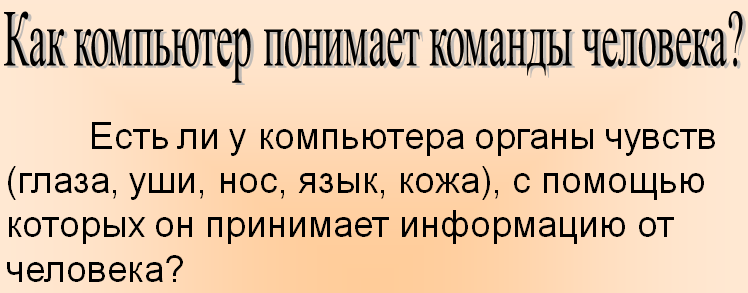 Как компьютер понимает команды человека?
Есть ли у компьютера органы чувств
(глаза, уши, нос, язык, кожа), с помощью
которых он принимает информацию от
человека?